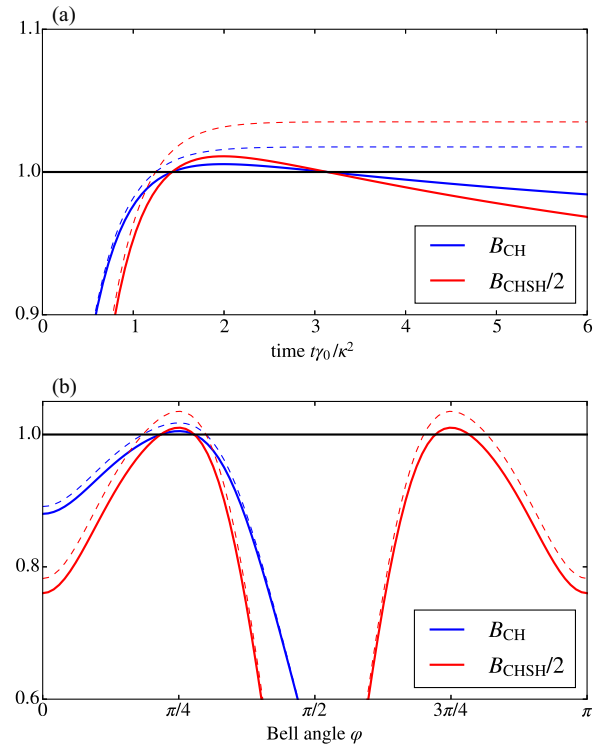 (a)
1.1
1.0
0.9
B_CH
B_CHSH/2
0 1 2 3 4 5 6
time tγ₀/κ²
(b)
1.0
0.8
0.6
B_CH
B_CHSH/2
0 π/4 π/2 3π/4 π
Bell angle φ